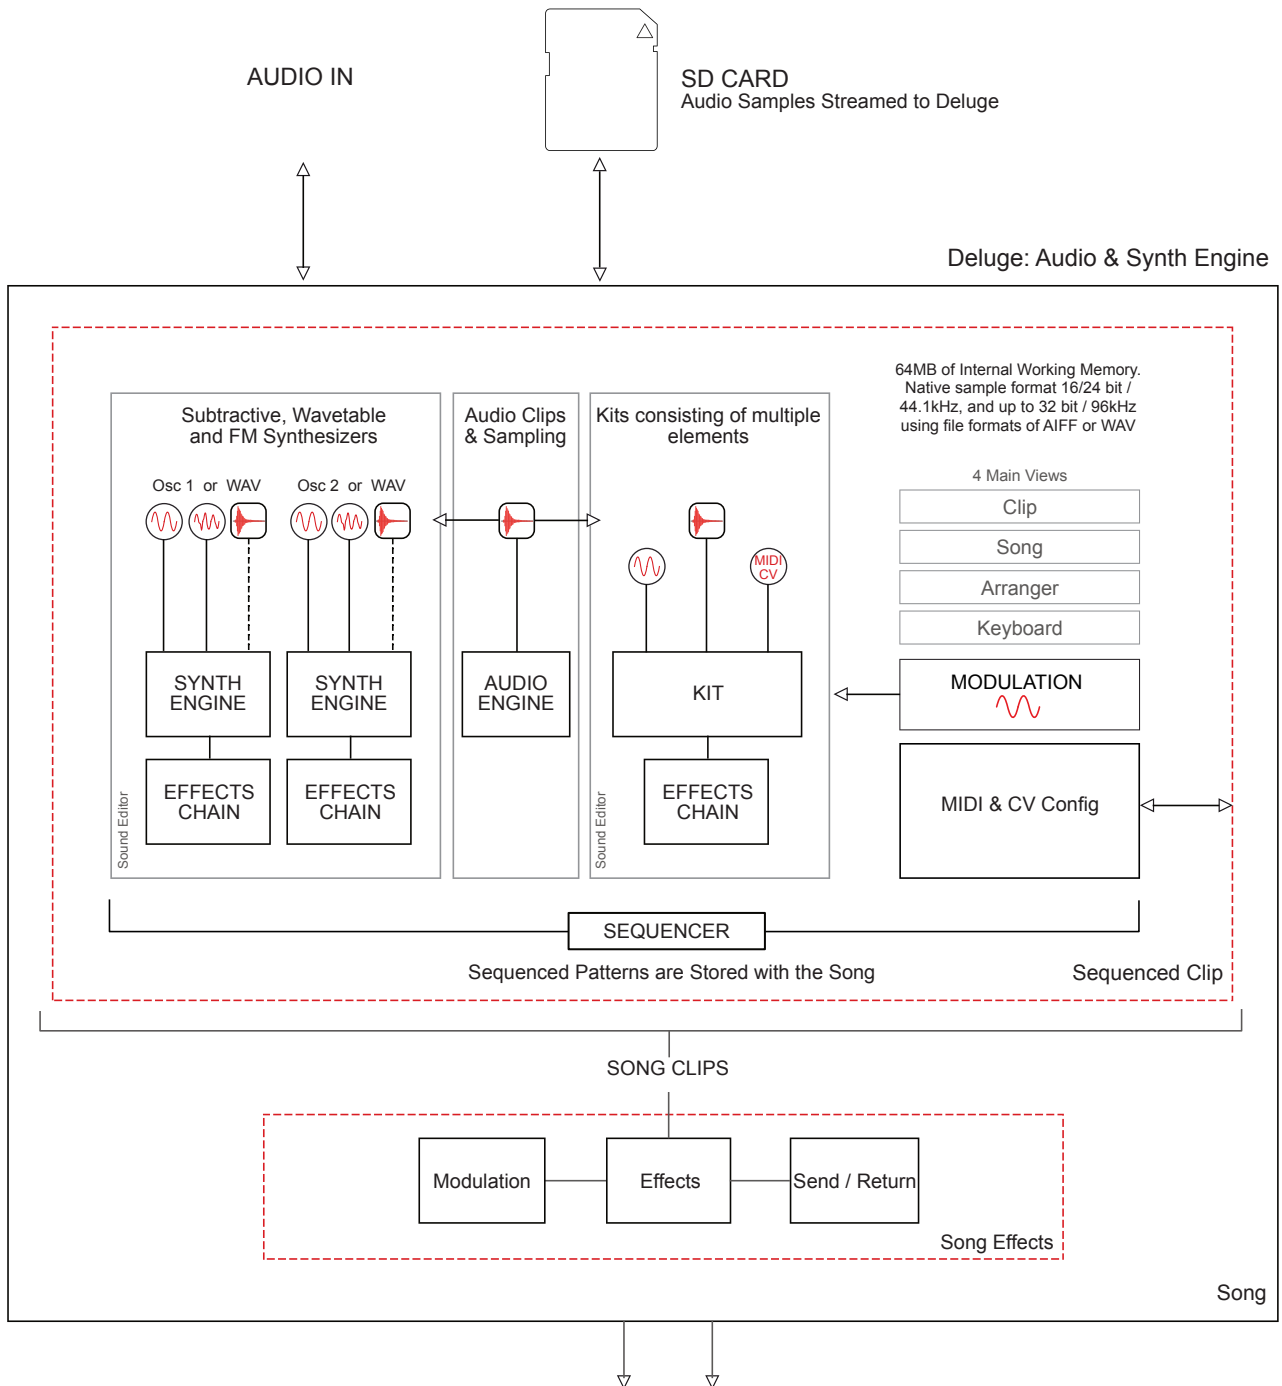 AUDIO IN
SD CARD
Audio Samples Streamed to Deluge
Deluge: Audio & Synth Engine
64MB of Internal Working Memory.
Native sample format 16/24 bit /
44.1kHz, and up to 32 bit / 96kHz
using file formats of AIFF or WAV
Subtractive, Wavetable
and FM Synthesizers
Audio Clips
& Sampling
Kits consisting of multiple
elements
Osc 1 or WAV
Osc 2 or WAV
MIDI
CV
4 Main Views
Clip
Song
Arranger
Keyboard
SYNTH
ENGINE
SYNTH
ENGINE
AUDIO
ENGINE
KIT
MODULATION
EFFECTS
CHAIN
EFFECTS
CHAIN
EFFECTS
CHAIN
MIDI & CV Config
Sound Editor
Sound Editor
SEQUENCER
Sequenced Patterns are Stored with the Song
Sequenced Clip
SONG CLIPS
Modulation
Effects
Send / Return
Song Effects
Song